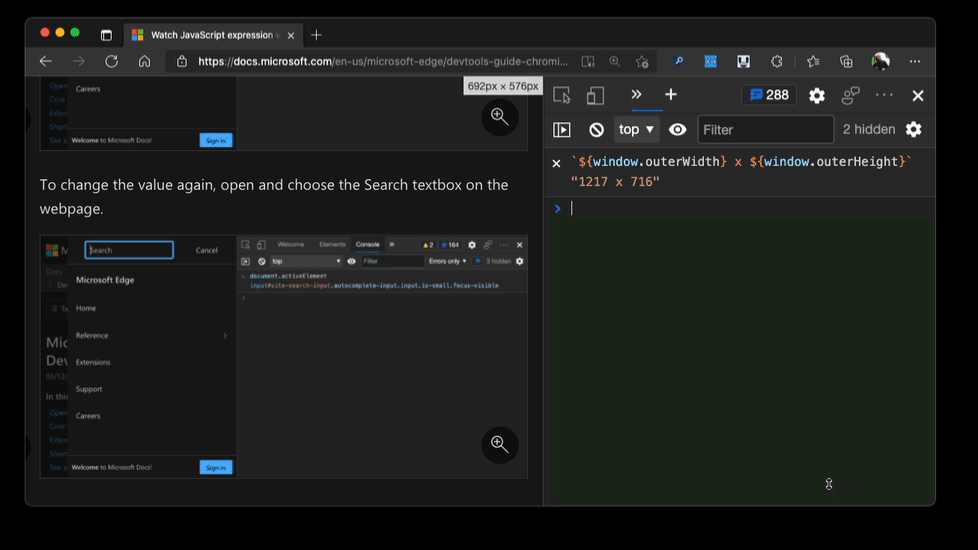 Watch JavaScript expression v
https://docs.microsoft.com/en-us/microsoft-edge/devtools-guide-chromi...
692px × 576px
288
top
Filter
2 hidden
`${window.outerWidth} x ${window.outerHeight}`
"1217 x 716"
Open
Core
Exten
Short
See a
Careers
Welcome to Microsoft Docs!
Sign in
To change the value again, open and choose the Search textbox on the
webpage.
M
Search
Cancel
Welcome
Elements
Console
2
164
top
Filter
Errors only
3 hidden
document.activeElement
input#site-search-input.autocomplete-input.input.is-small.focus-visible
Docs
De
Microsoft Edge
Ta
Home
Mic
Reference
Dev
Extensions
03/12/
Support
In this
Open
Careers
Core
Exten
Short
See a
Welcome to Microsoft Docs!
Sign in